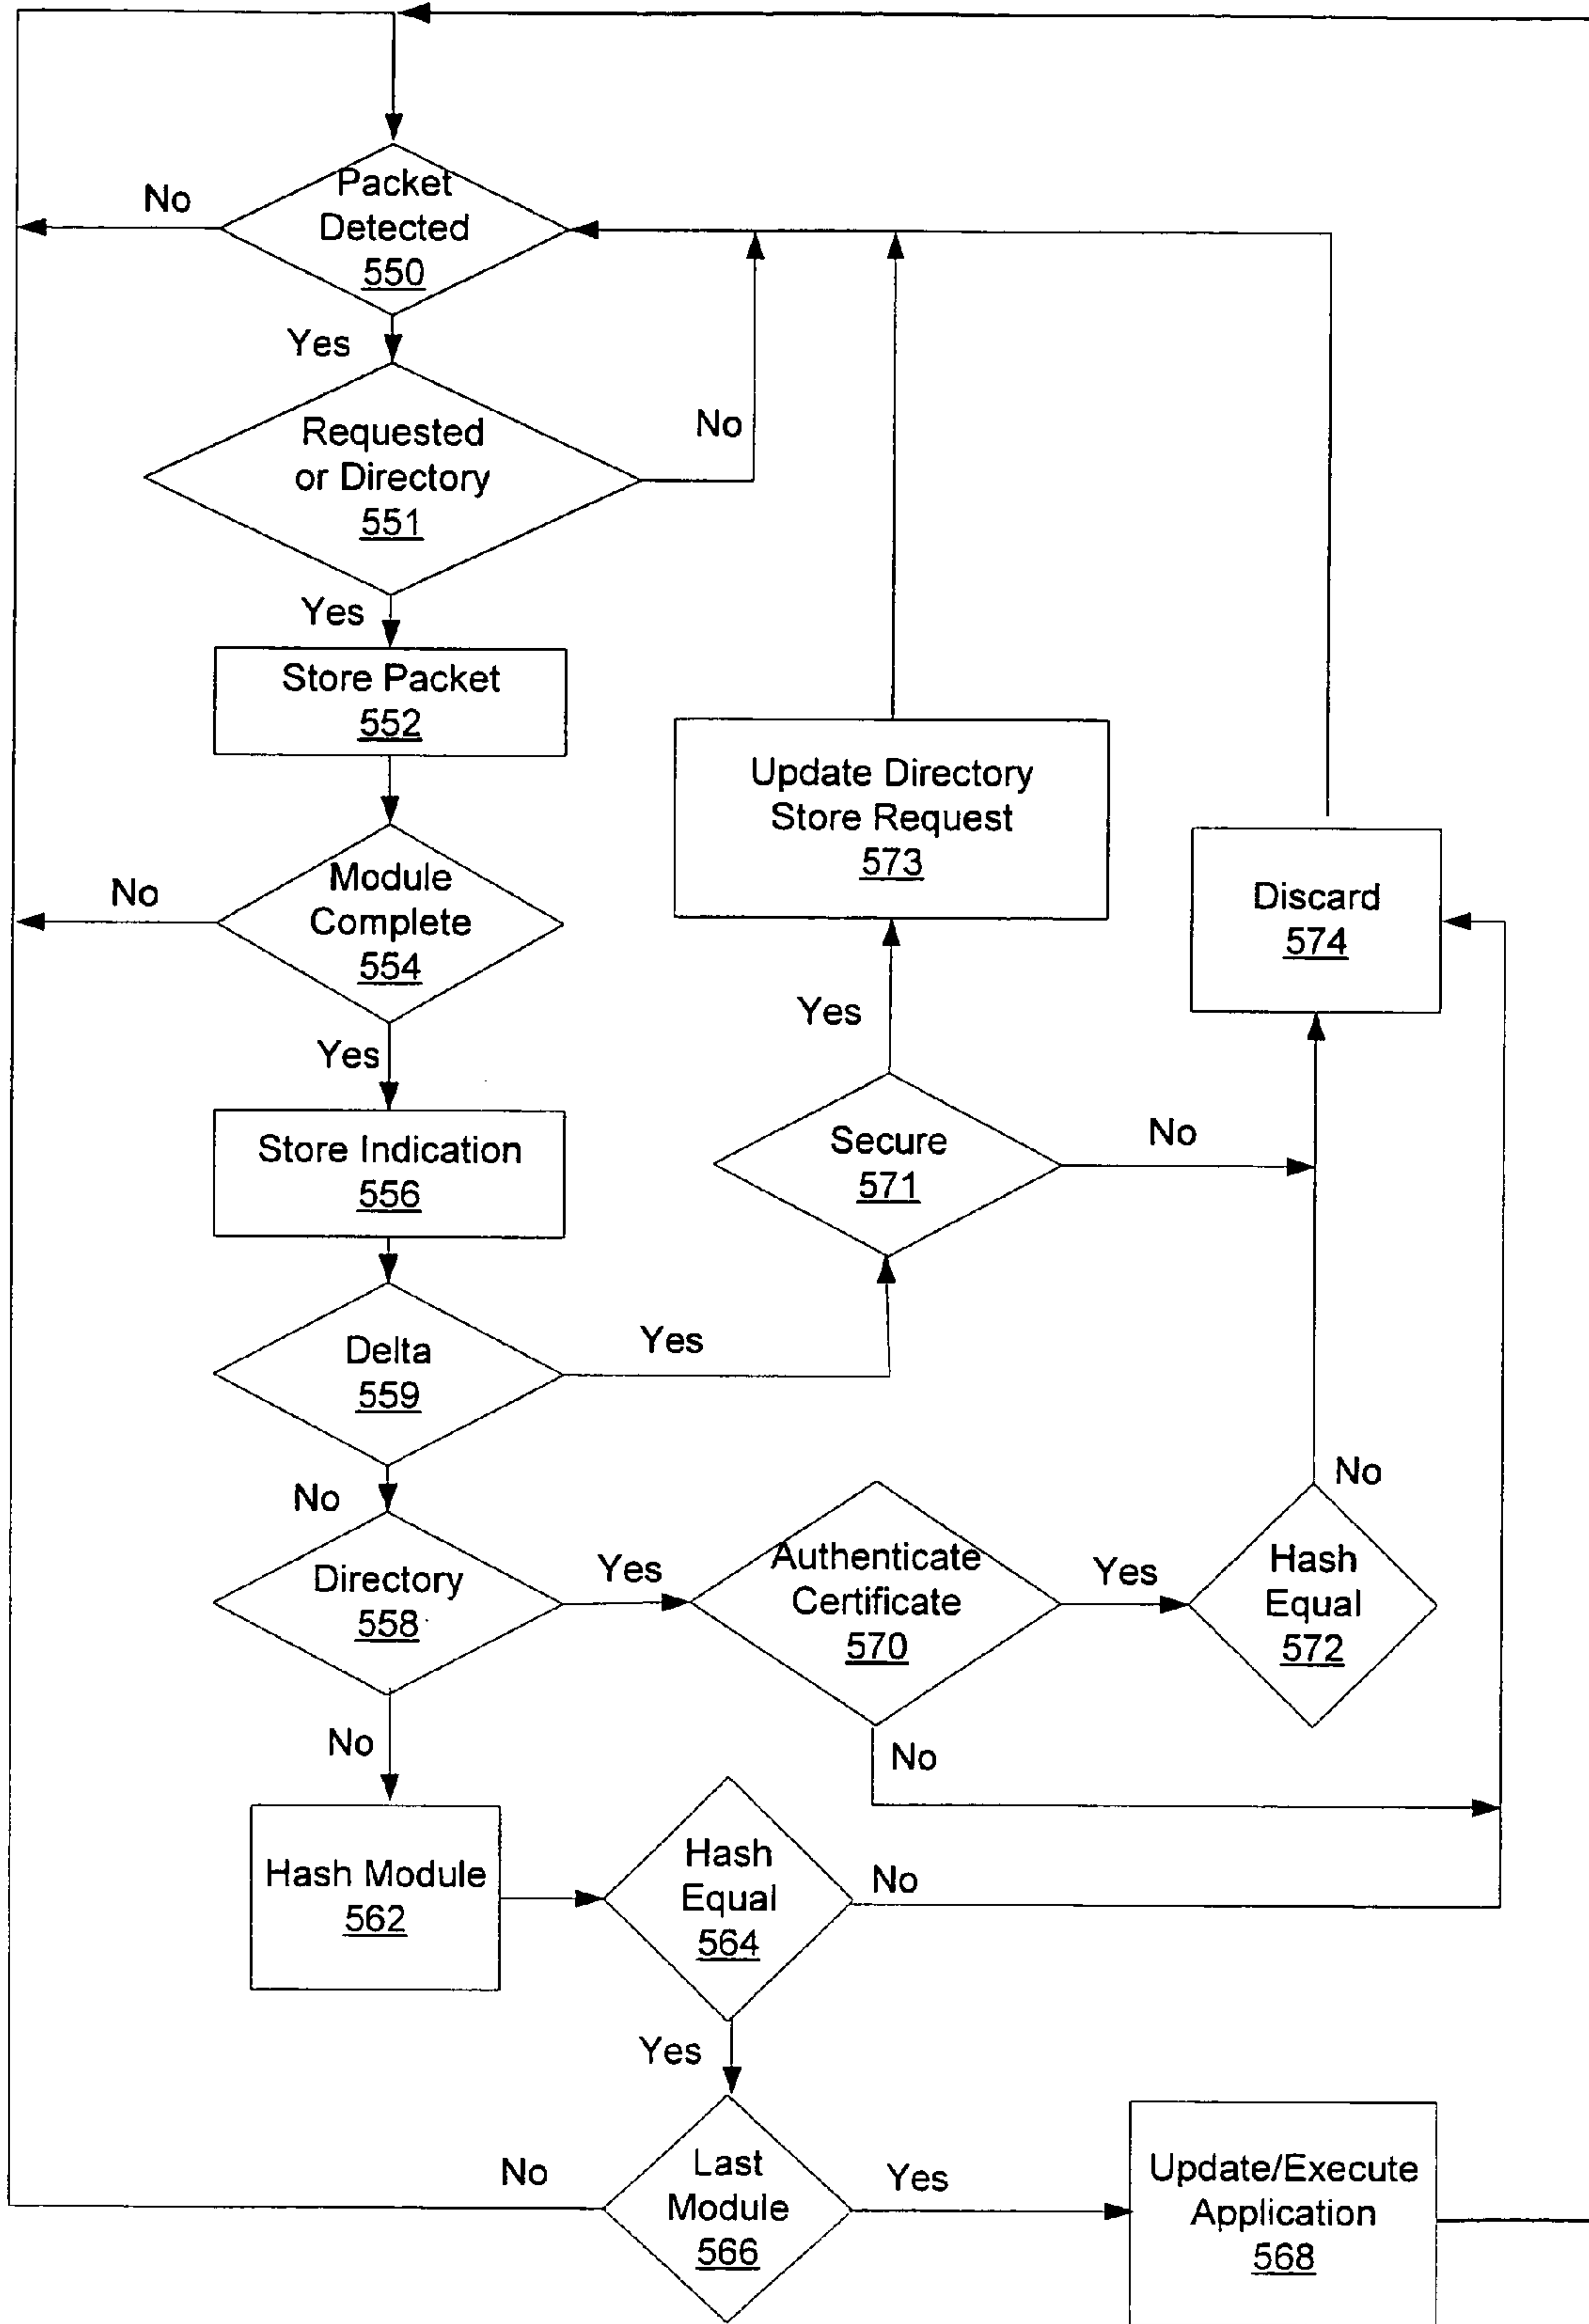 Packet
Detected
550
No
Yes
Requested
or Directory
551
No
Yes
Store Packet
552
Module
Complete
554
No
Yes
Update Directory
Store Request
573
Discard
574
Yes
Store Indication
556
Secure
571
No
Delta
559
Yes
No
Directory
558
Yes
Authenticate
Certificate
570
Yes
Hash
Equal
572
No
No
No
Hash Module
562
Hash
Equal
564
No
Yes
Last
Module
566
No
Yes
Update/Execute
Application
568